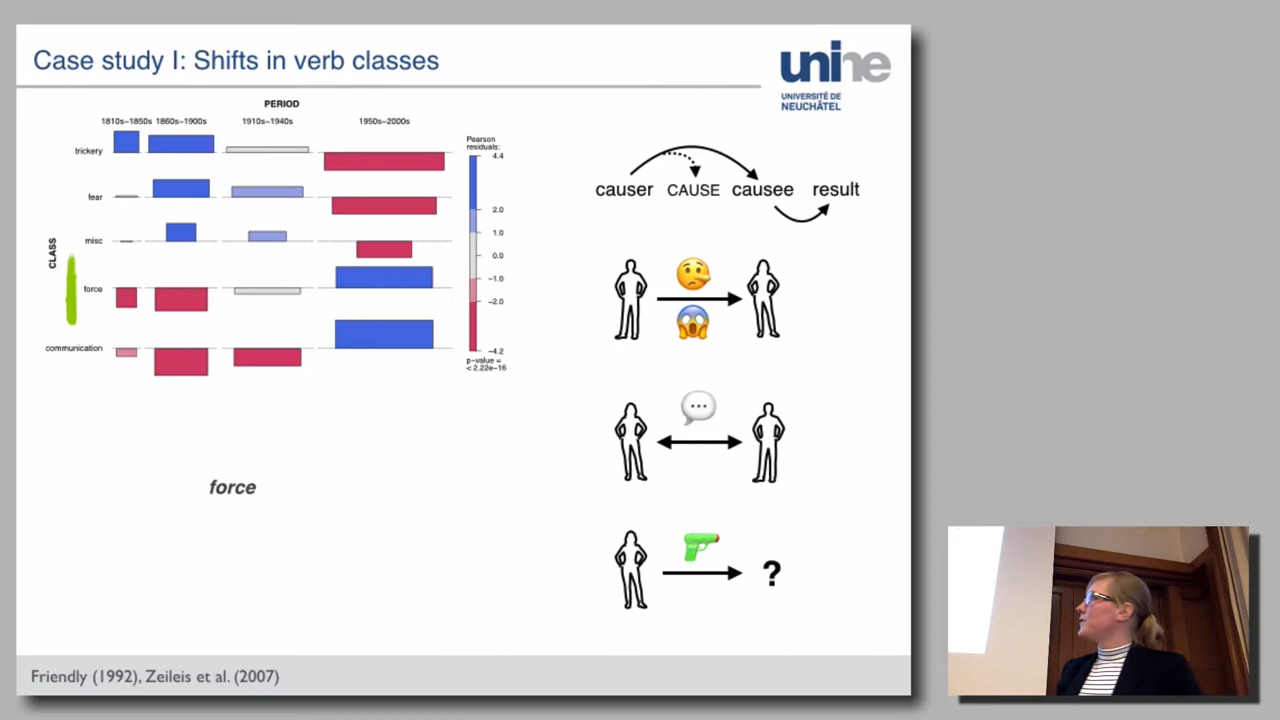 Case study I: Shifts in verb classes
unine
UNIVERSITÉ DE
NEUCHÂTEL
PERIOD
1810s–1850s 1860s–1900s 1910s–1940s 1950s–2000s
CLASS
trickery
fear
misc
force
communication
Pearson
residuals:
4.4
2.0
1.0
0.0
−1.0
−2.0
−4.2
p-value =
< 2.22e-16
causer CAUSE causee result
?
force
Friendly (1992), Zeileis et al. (2007)